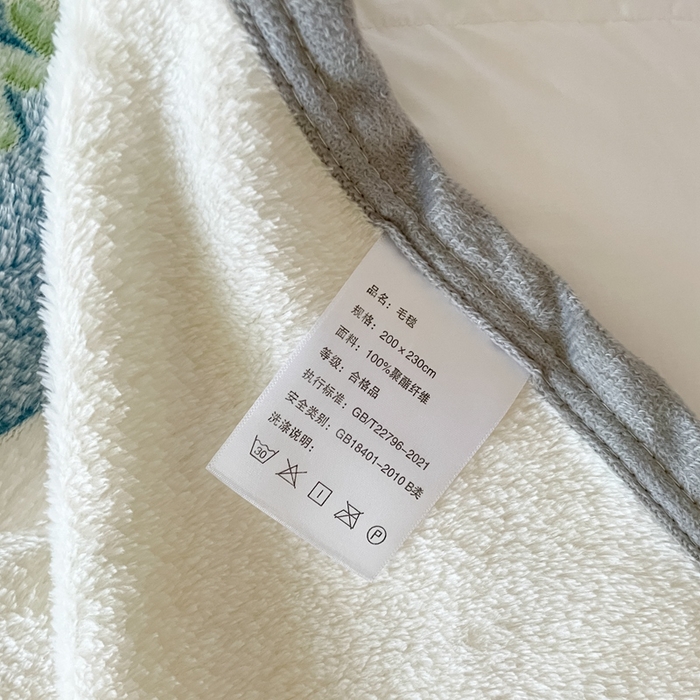 品名：毛毯
规格：200×230cm
面料：100%聚酯纤维
等级：合格品
执行标准：GB/T22796-2021
安全类别：GB18401-2010 B类
洗涤说明：
30
P